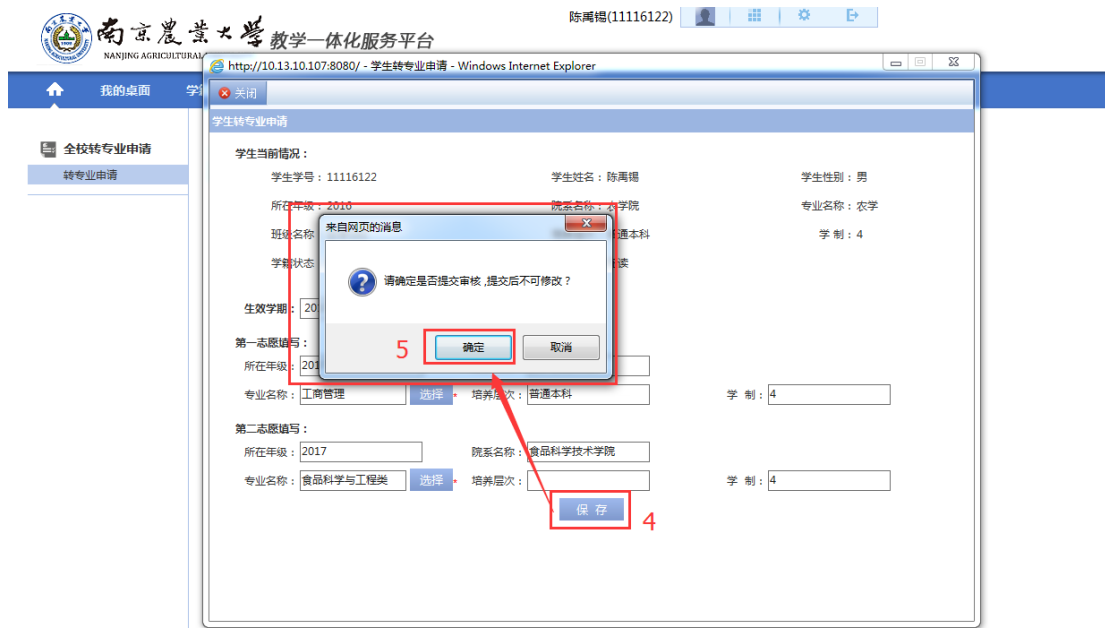 陈禹锡(11116122)
南京農業大學 教学一体化服务平台
NANJING AGRICULTURAL
http://10.13.10.107:8080/ - 学生转专业申请 - Windows Internet Explorer
我的桌面
关闭
学生转专业申请
全校转专业申请
转专业申请
学生当前情况：
学生学号：11116122 学生姓名：陈禹锡 学生性别：男
所在年级：2016 院系名称：农学院 专业名称：农学
班级名称 普通本科 学 制：4
学籍状态 读
来自网页的消息
请确定是否提交审核 ,提交后不可修改？
5 确定 取消
生效学期： 20
第一志愿填写：
所在年级：201
专业名称：工商管理 选择 * 培养层次：普通本科 学 制：4
第二志愿填写：
所在年级：2017 院系名称：食品科学技术学院
专业名称：食品科学与工程类 选择 * 培养层次： 学 制：4
保 存 4